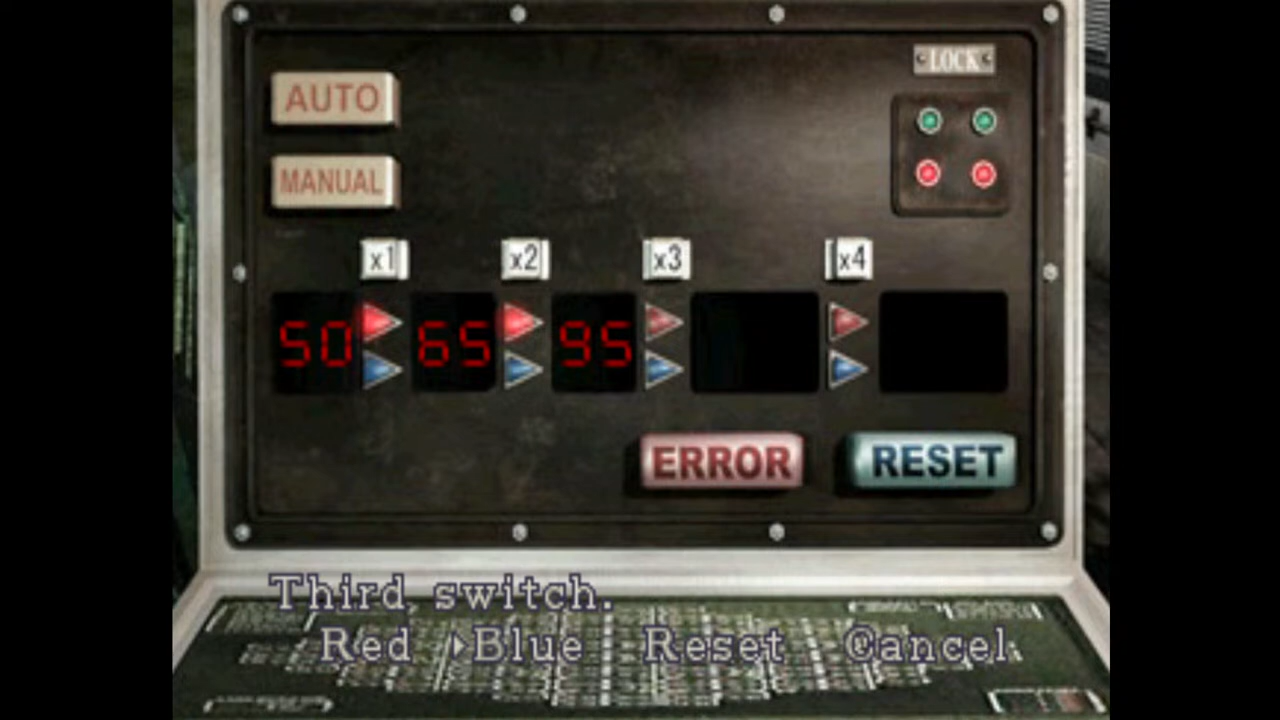 LOCK
AUTO
MANUAL
x1 x2 x3 x4
50 65 95
ERROR RESET
Third switch.
Red Blue Reset Cancel